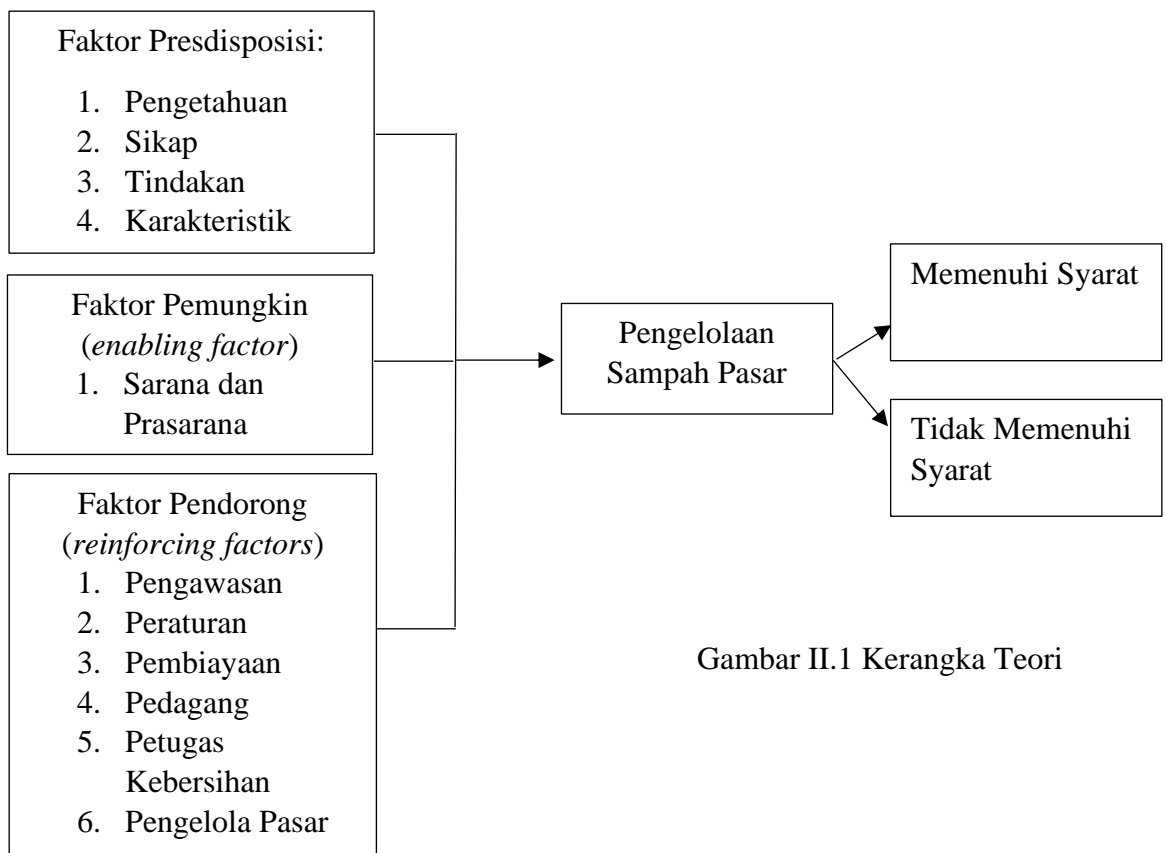 Faktor Presdisposisi:
1. Pengetahuan
2. Sikap
3. Tindakan
4. Karakteristik
Faktor Pemungkin
(enabling factor)
1. Sarana dan
Prasarana
Faktor Pendorong
(reinforcing factors)
1. Pengawasan
2. Peraturan
3. Pembiayaan
4. Pedagang
5. Petugas
Kebersihan
6. Pengelola Pasar
Pengelolaan
Sampah Pasar
Memenuhi Syarat
Tidak Memenuhi
Syarat
Gambar II.1 Kerangka Teori